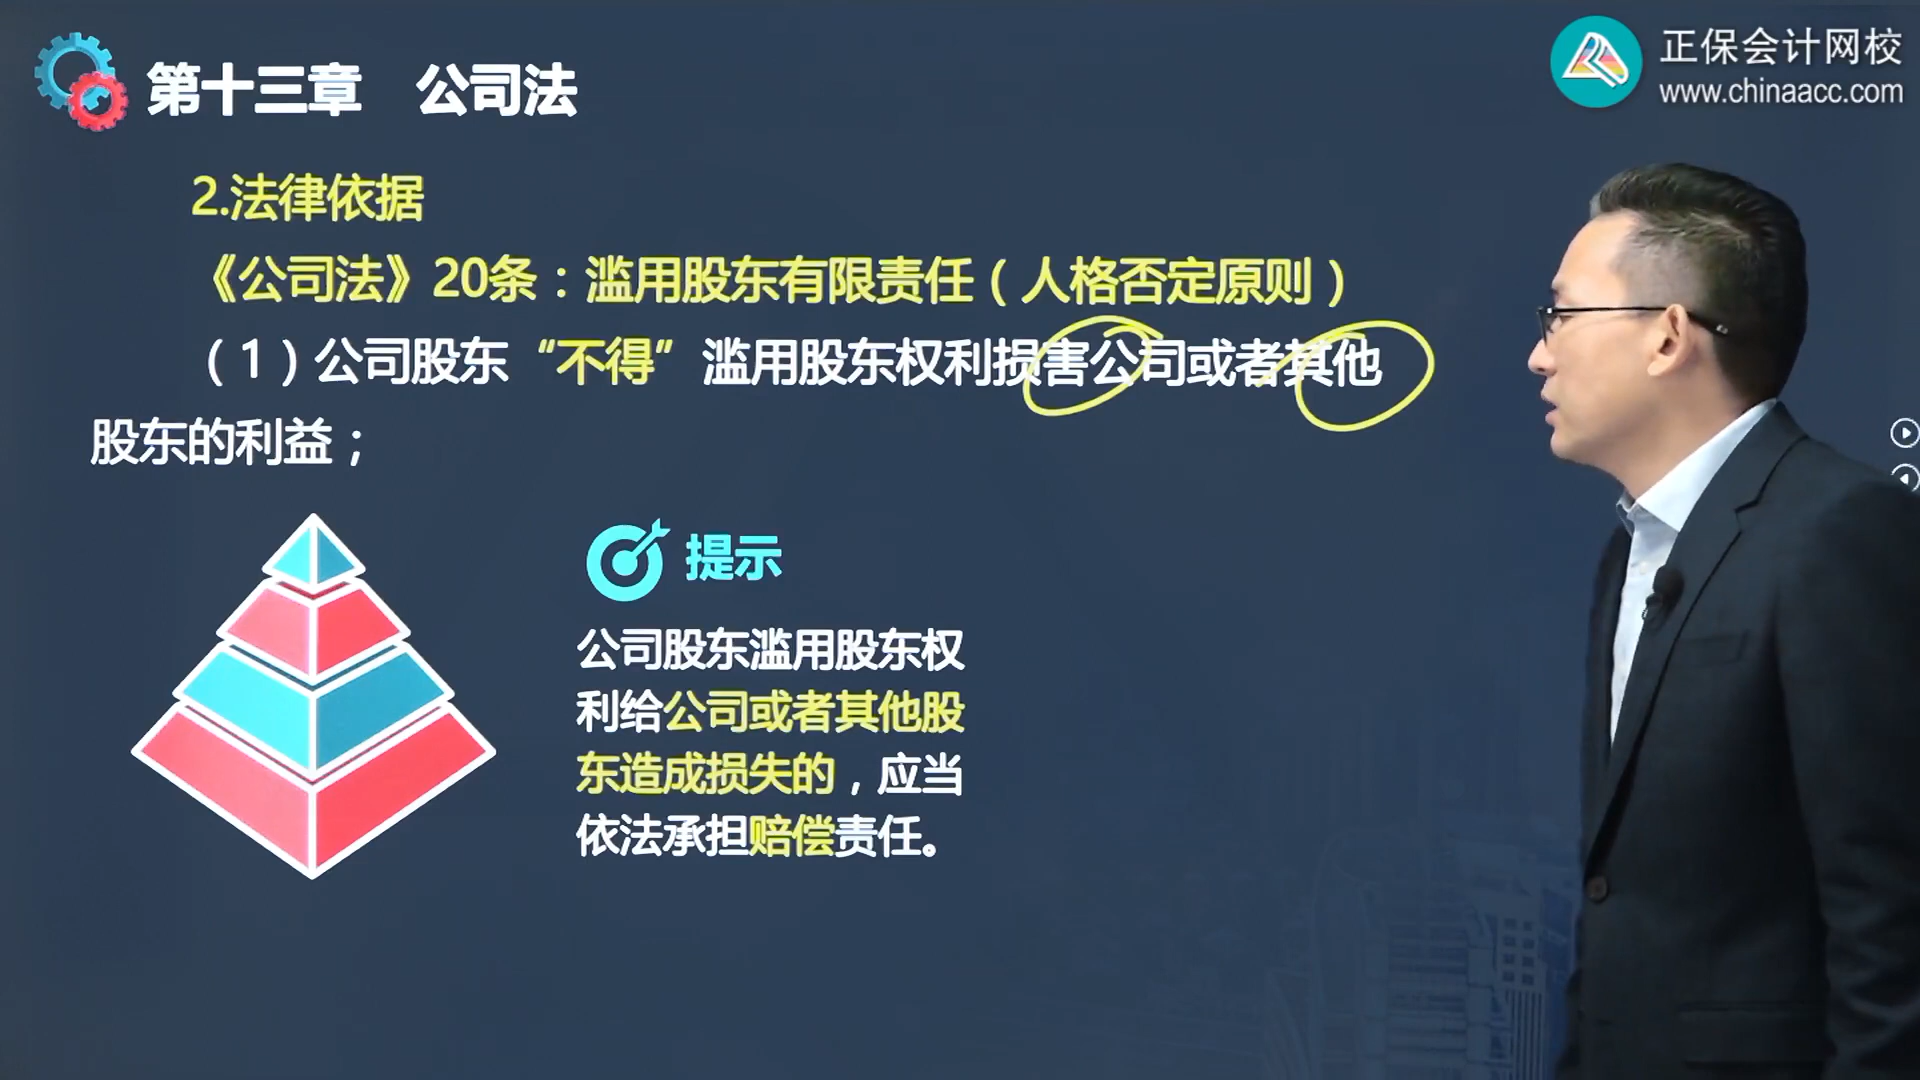 正保会计网校
www.chinaacc.com
第十三章 公司法
2.法律依据
《公司法》20条：滥用股东有限责任（人格否定原则）
（1）公司股东“不得”滥用股东权利损害公司或者其他
股东的利益；
提示
公司股东滥用股东权
利给公司或者其他股
东造成损失的，应当
依法承担赔偿责任。